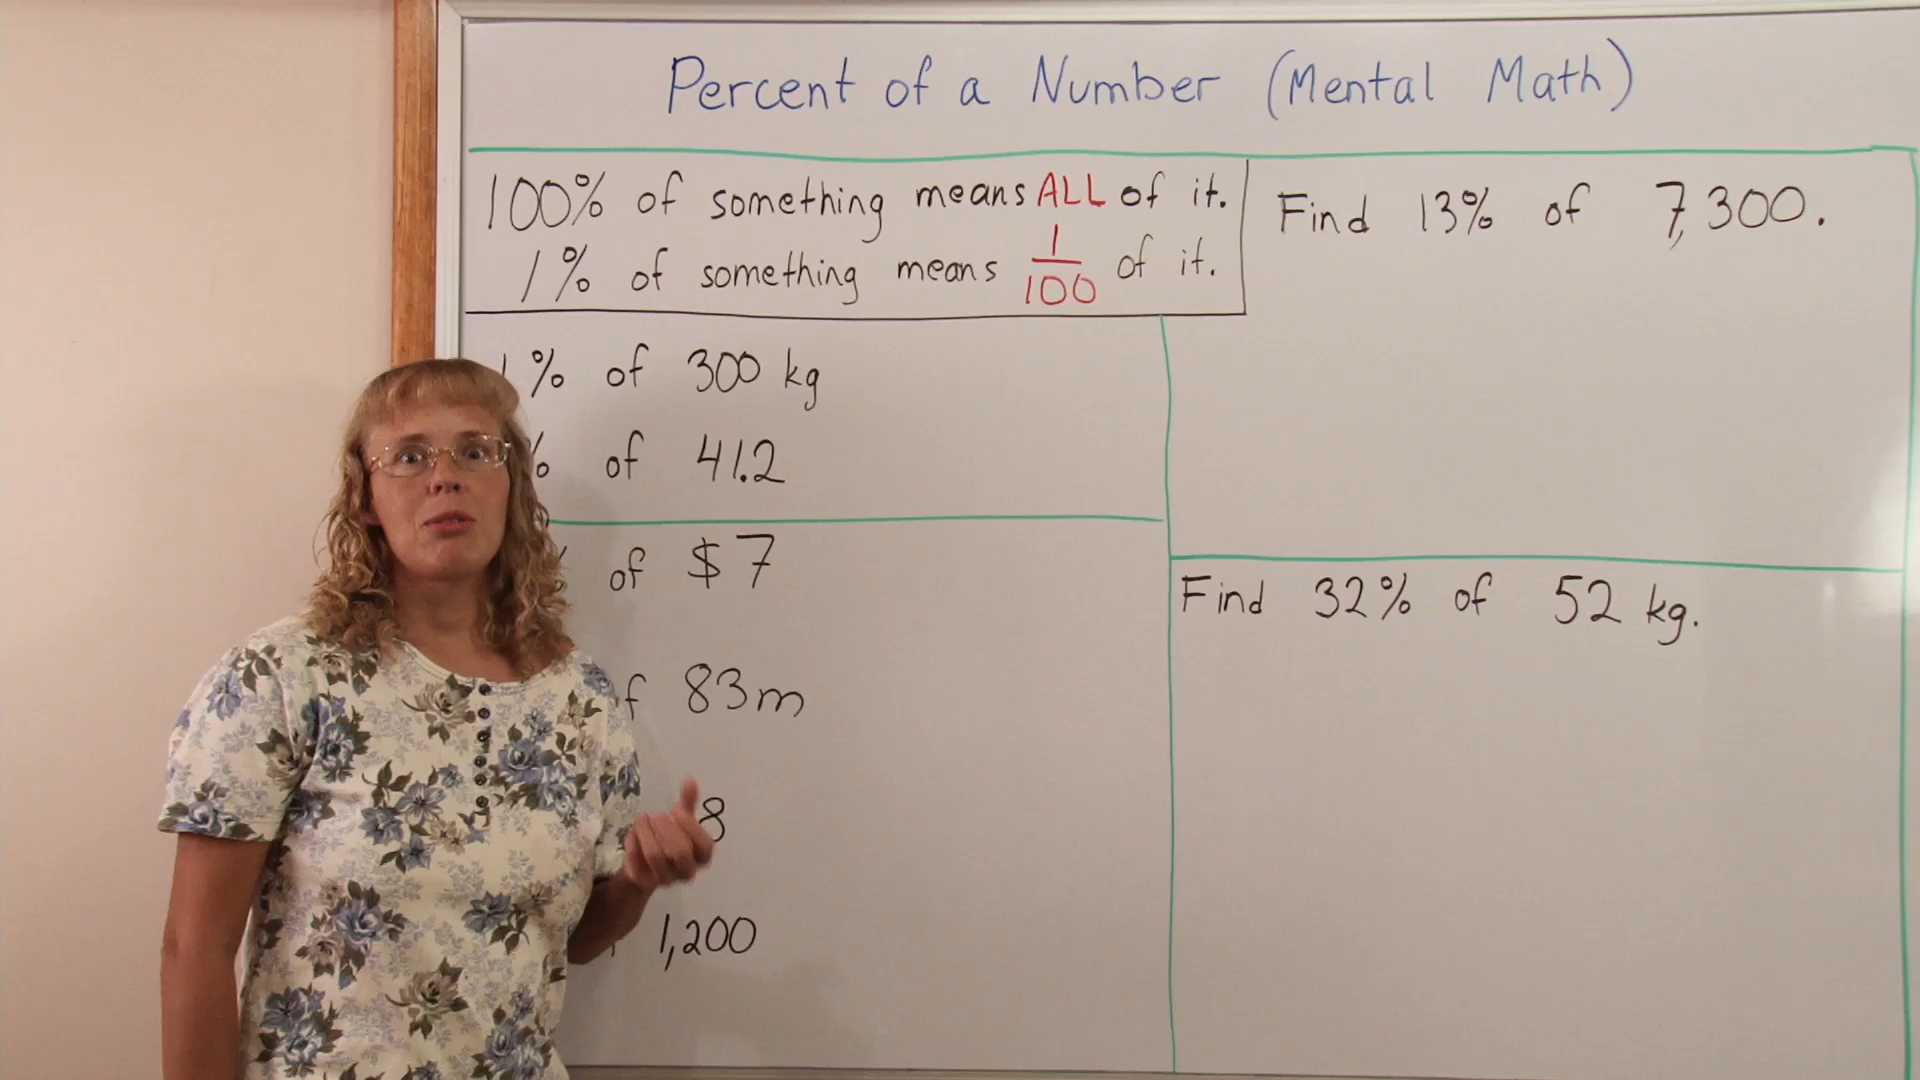 Percent of a Number (Mental Math)
100% of something means ALL of it.
1% of something means 1/100 of it.
1% of 300 kg
% of 41.2
of $7
83m
8
1,200
Find 13% of 7,300.
Find 32% of 52 kg.